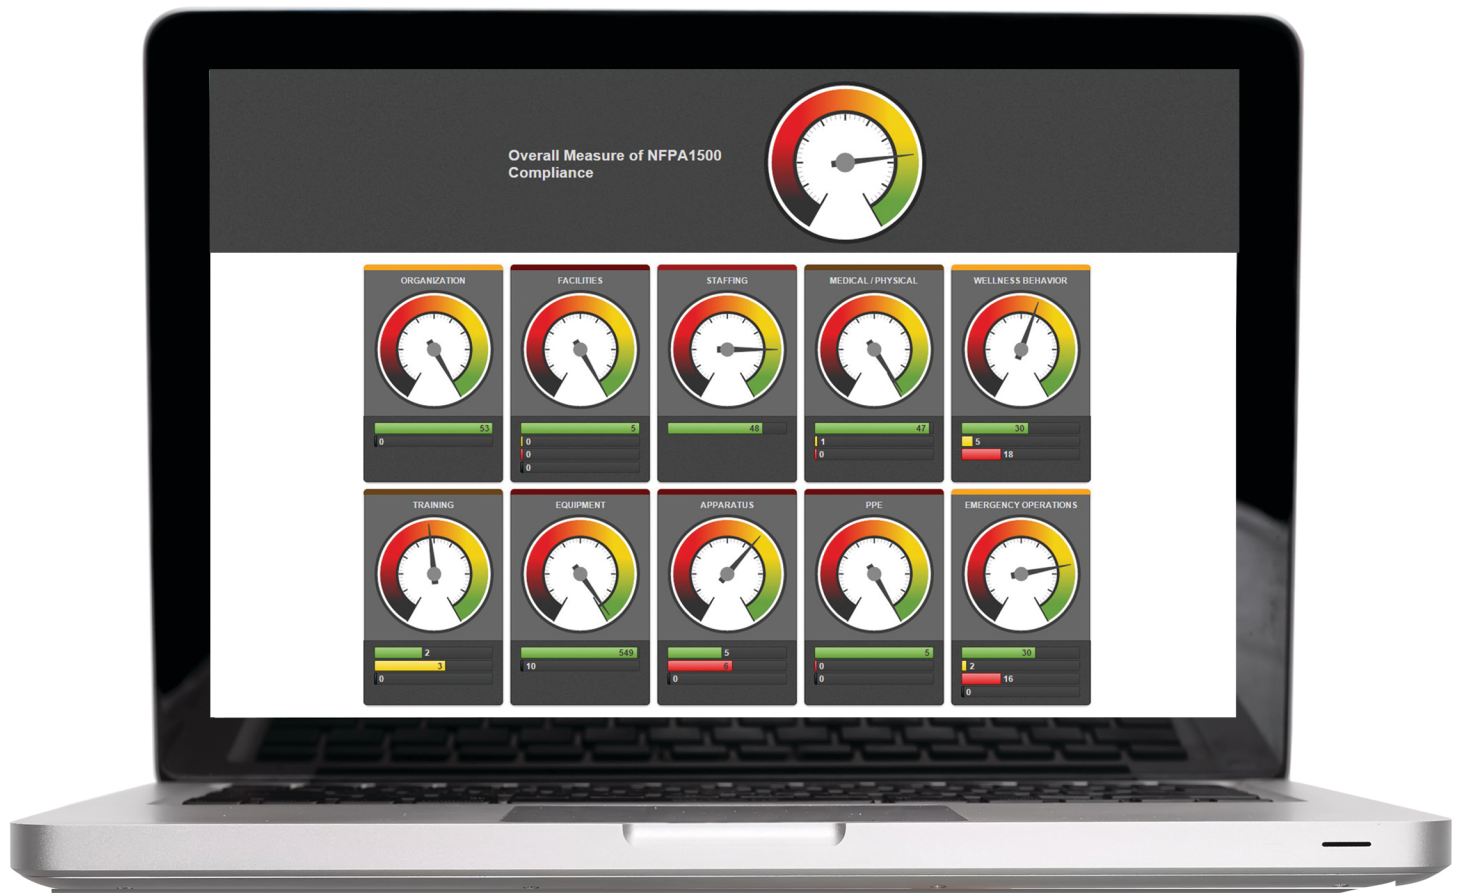 Overall Measure of NFPA1500
Compliance
ORGANIZATION
53
0
FACILITIES
5
0
0
0
STAFFING
48
MEDICAL / PHYSICAL
47
1
0
WELLNESS BEHAVIOR
30
5
18
TRAINING
2
3
0
EQUIPMENT
549
10
APPARATUS
5
6
0
PPE
5
0
0
EMERGENCY OPERATIONS
30
2
16
0